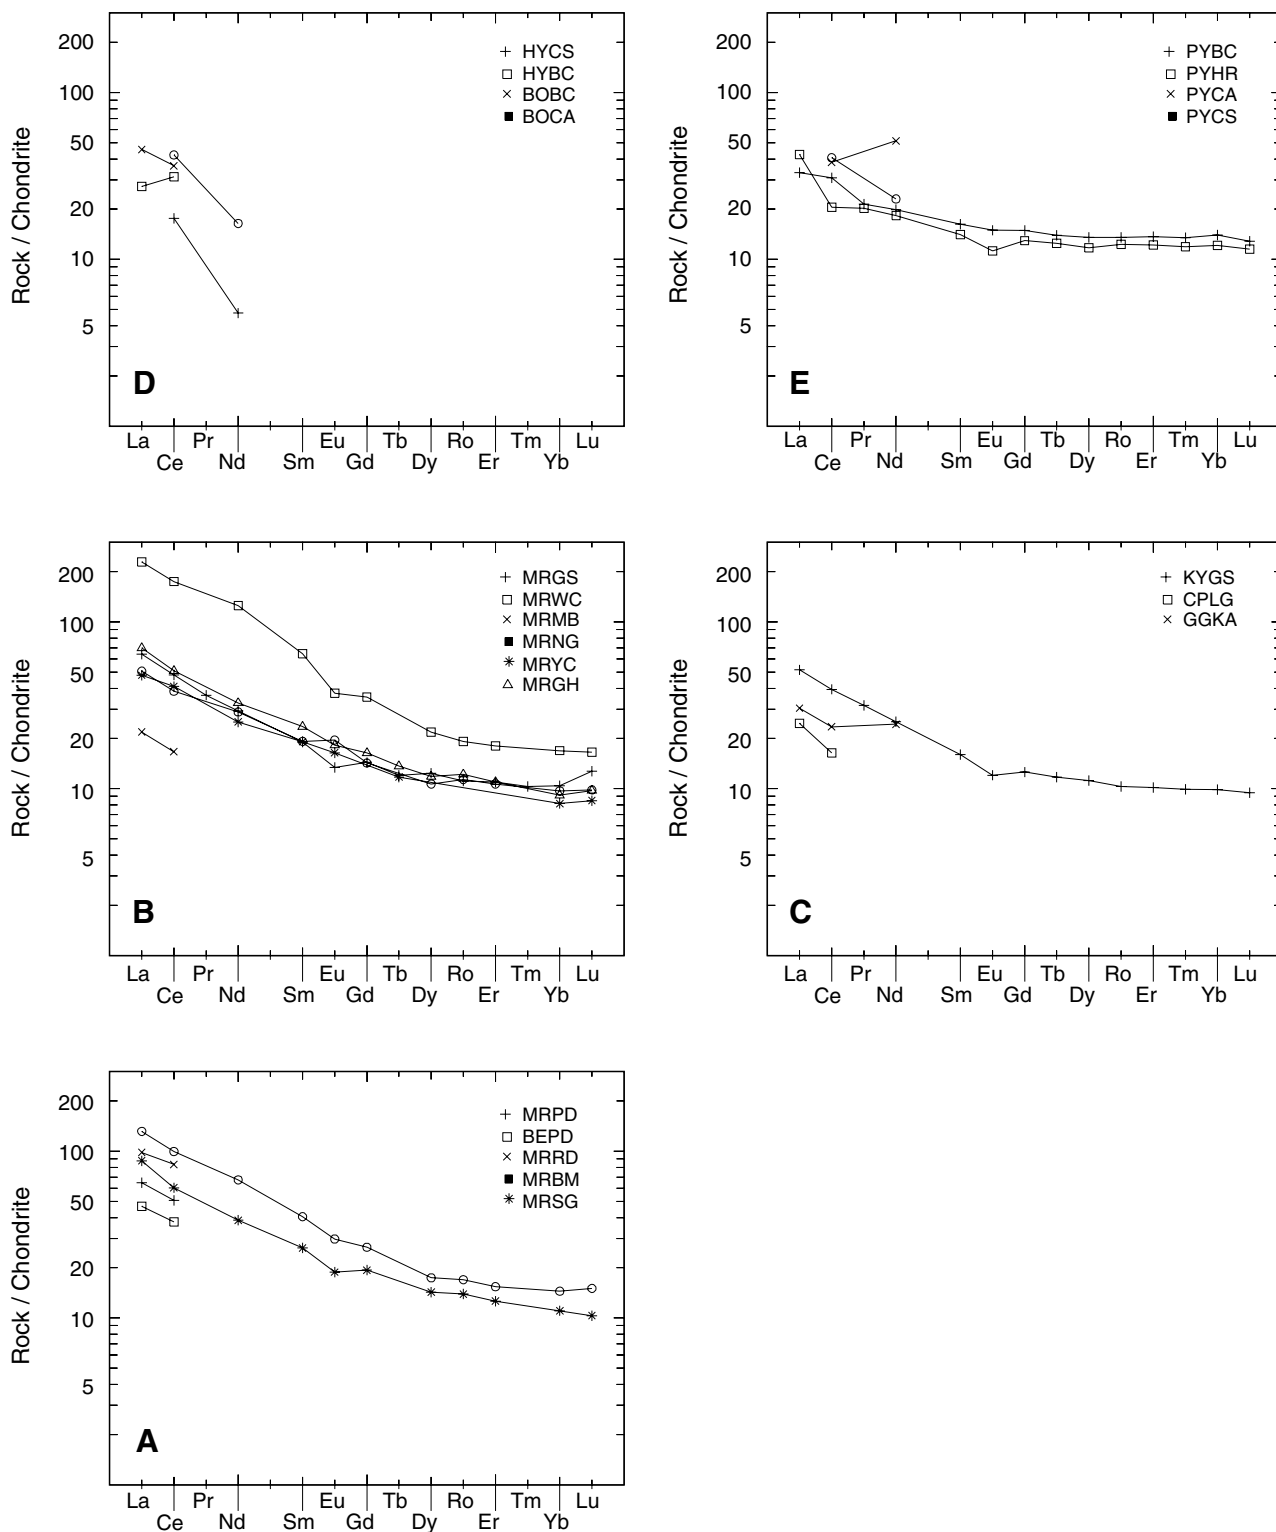 200
100
50
20
10
5
Rock / Chondrite
HYCS
HYBC
BOBC
BOCA
D
La Pr Eu Tb Ro Tm Lu
Ce Nd Sm Gd Dy Er Yb
200
100
50
20
10
5
Rock / Chondrite
PYBC
PYHR
PYCA
PYCS
E
La Pr Eu Tb Ro Tm Lu
Ce Nd Sm Gd Dy Er Yb
200
100
50
20
10
5
Rock / Chondrite
MRGS
MRWC
MRMB
MRNG
MRYC
MRGH
B
La Pr Eu Tb Ro Tm Lu
Ce Nd Sm Gd Dy Er Yb
200
100
50
20
10
5
Rock / Chondrite
KYGS
CPLG
GGKA
C
La Pr Eu Tb Ro Tm Lu
Ce Nd Sm Gd Dy Er Yb
200
100
50
20
10
5
Rock / Chondrite
MRPD
BEPD
MRRD
MRBM
MRSG
A
La Pr Eu Tb Ro Tm Lu
Ce Nd Sm Gd Dy Er Yb